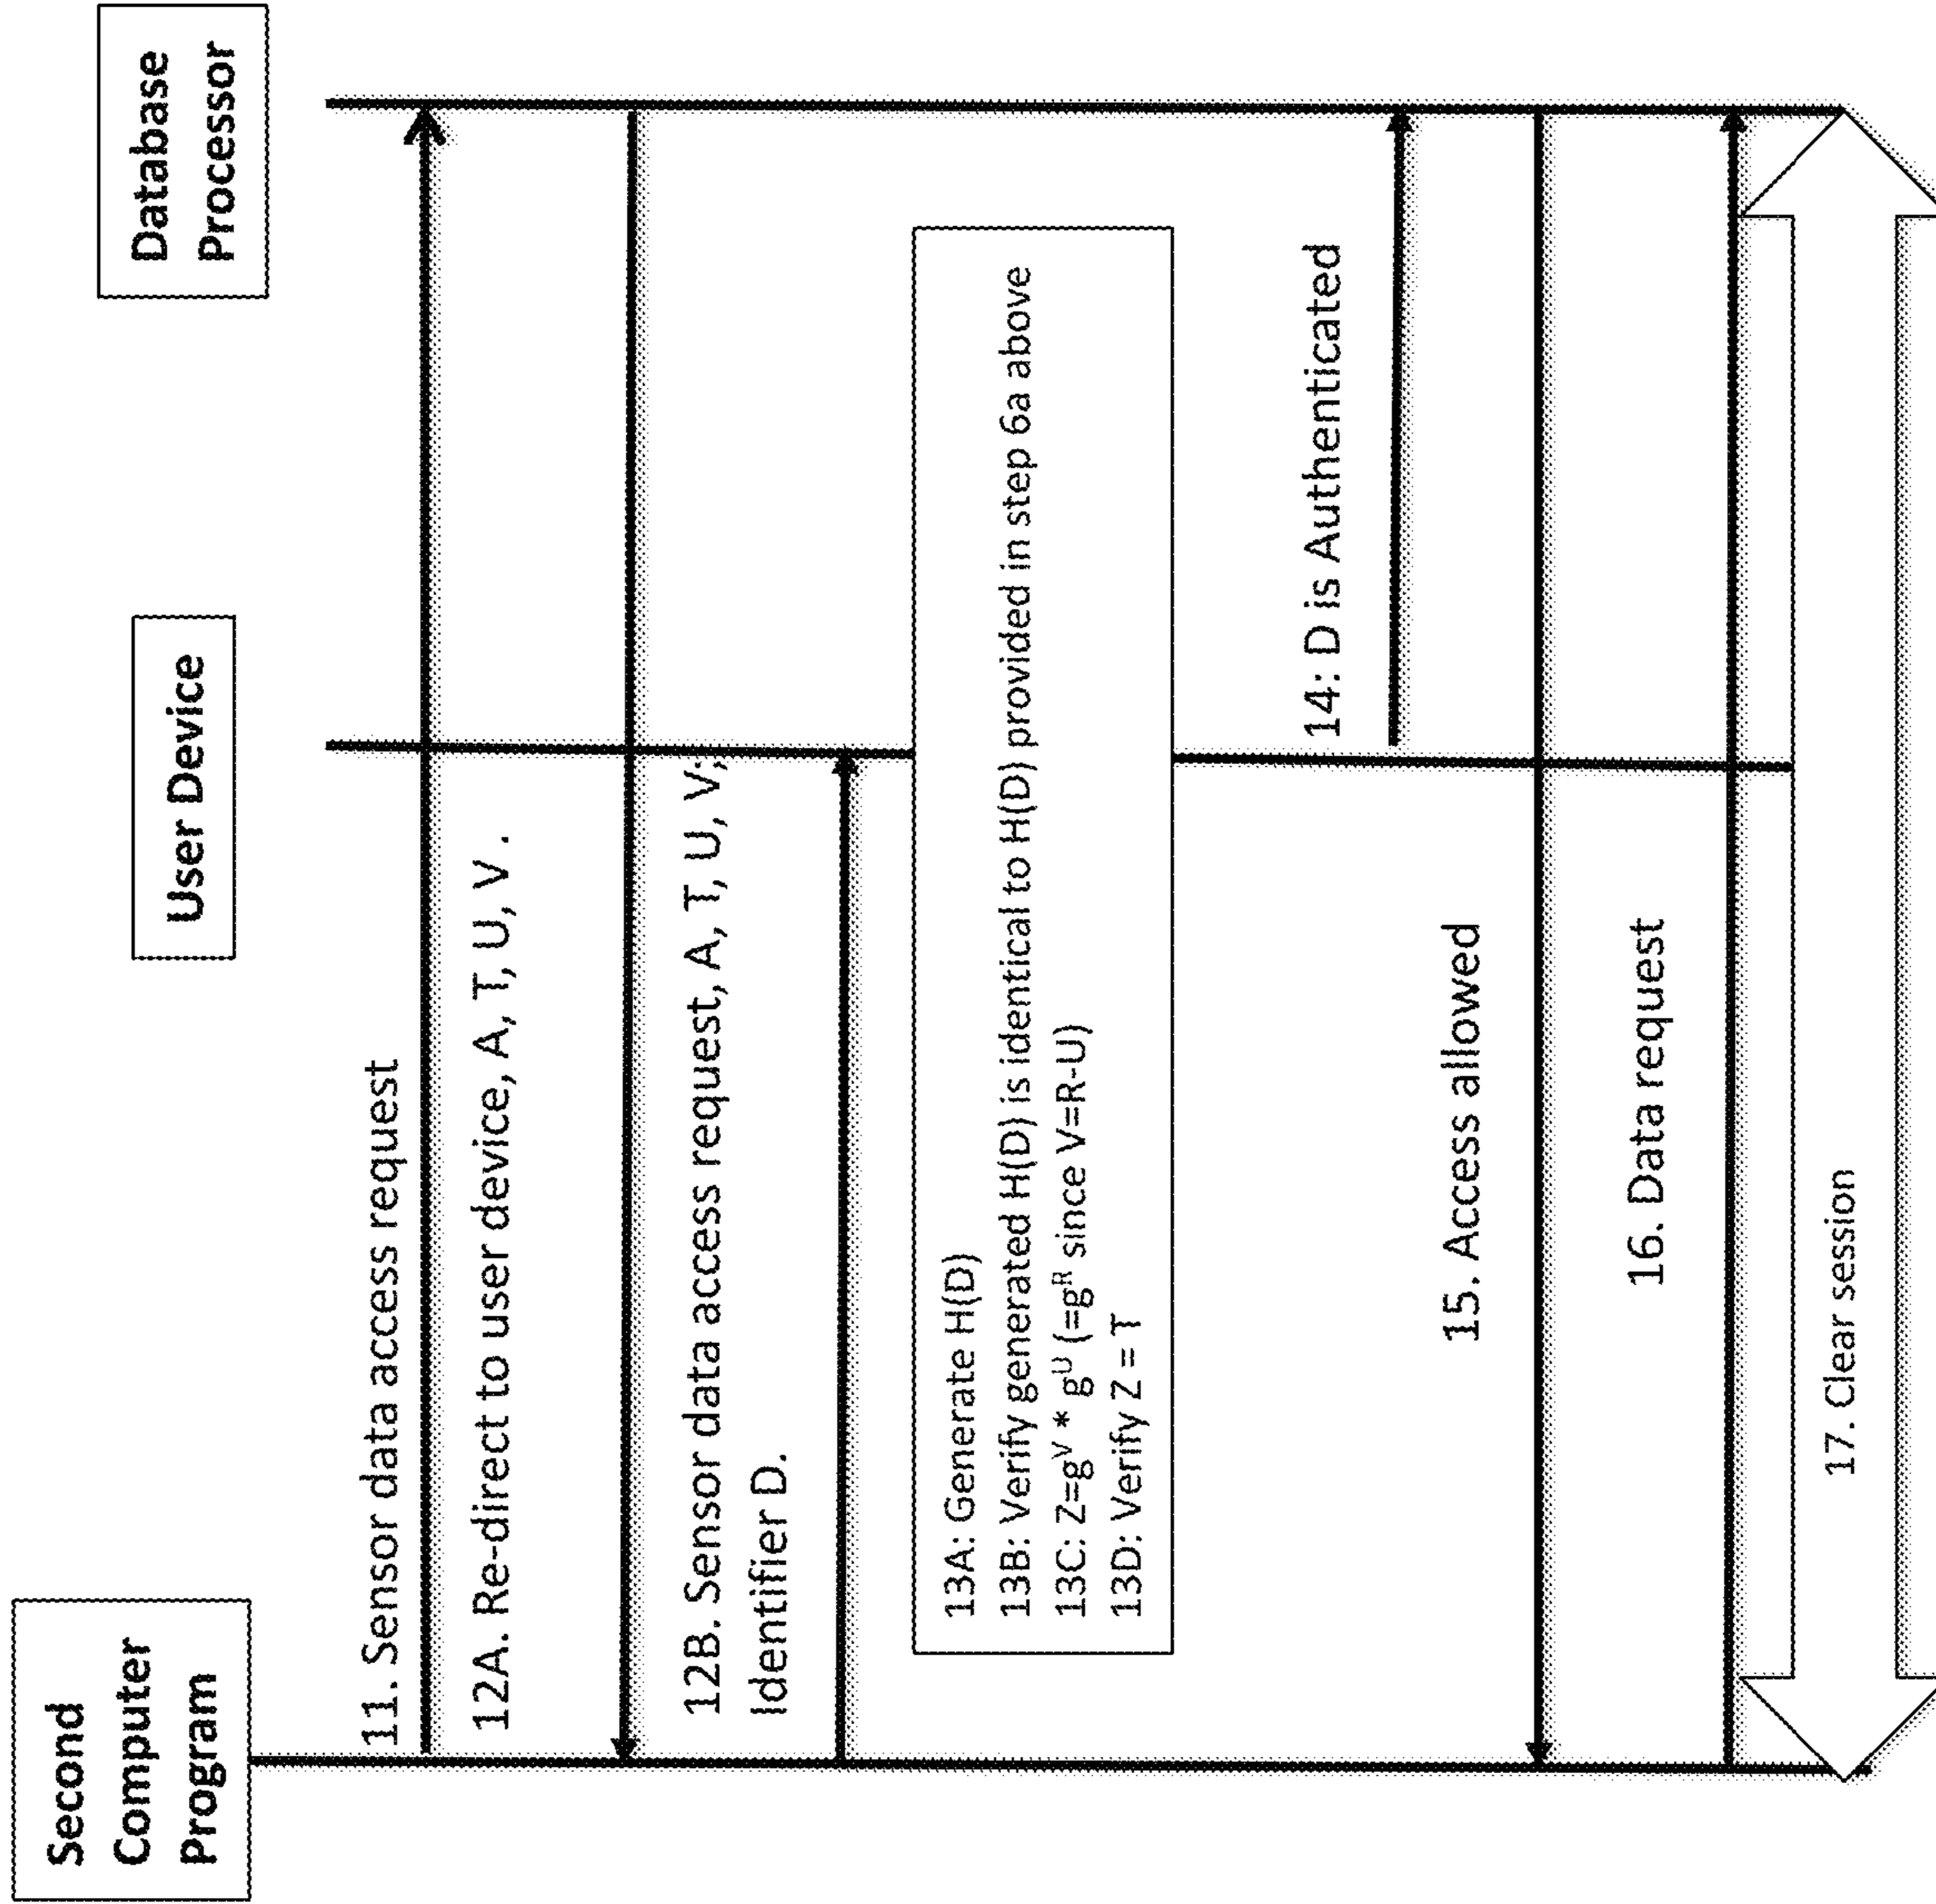 Second
Computer
Program
User Device
Database
Processor
11. Sensor data access request
12A. Re-direct to user device, A, T, U, V .
12B. Sensor data access request, A, T, U, V;
Identifier D.
13A: Generate H(D)
13B: Verify generated H(D) is identical to H(D) provided in step 6a above
13C: Z=g^V * g^U (=g^R since V=R-U)
13D: Verify Z = T
14: D is Authenticated
15. Access allowed
16. Data request
17. Clear session